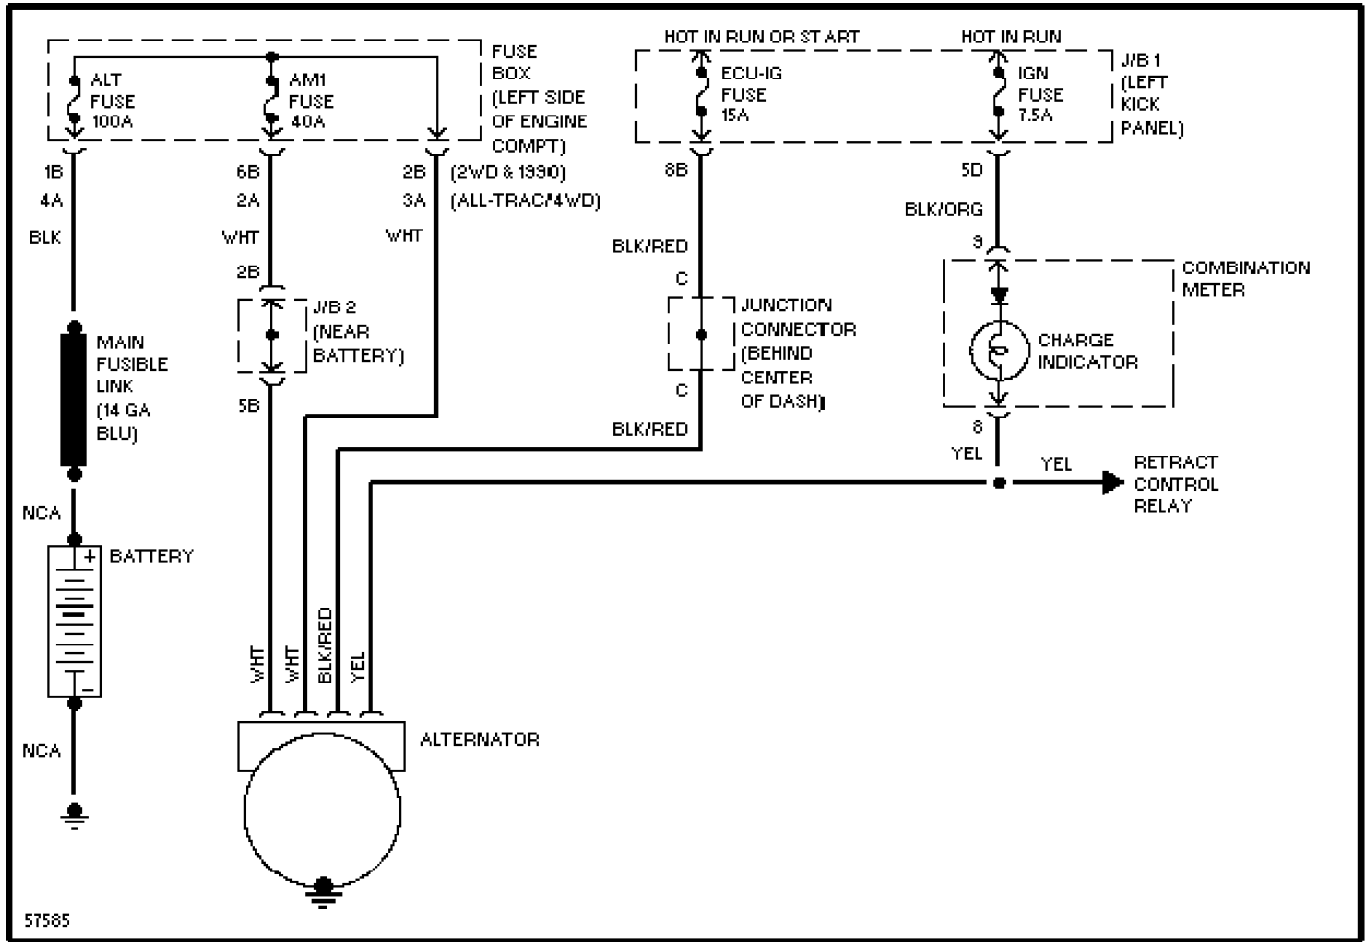 HOT IN RUN OR START
HOT IN RUN
ALT
FUSE
100A
AM1
FUSE
40A
FUSE
BOX
(LEFT SIDE
OF ENGINE
COMPT)
ECU-IG
FUSE
15A
IGN
FUSE
7.5A
J/B 1
(LEFT
KICK
PANEL)
1B
4A
BLK
6B
2A
WHT
2B
2B
3A
WHT
(2WD & 1990)
(ALL-TRAC/4WD)
8B
BLK/RED
C
5D
BLK/ORG
9
COMBINATION
METER
J/B 2
(NEAR
BATTERY)
5B
JUNCTION
CONNECTOR
(BEHIND
CENTER
OF DASH)
C
BLK/RED
CHARGE
INDICATOR
8
YEL
YEL
RETRACT
CONTROL
RELAY
MAIN
FUSIBLE
LINK
(14 GA
BLU)
NCA
+
BATTERY
-
NCA
WHT
WHT
BLK/RED
YEL
ALTERNATOR
57585